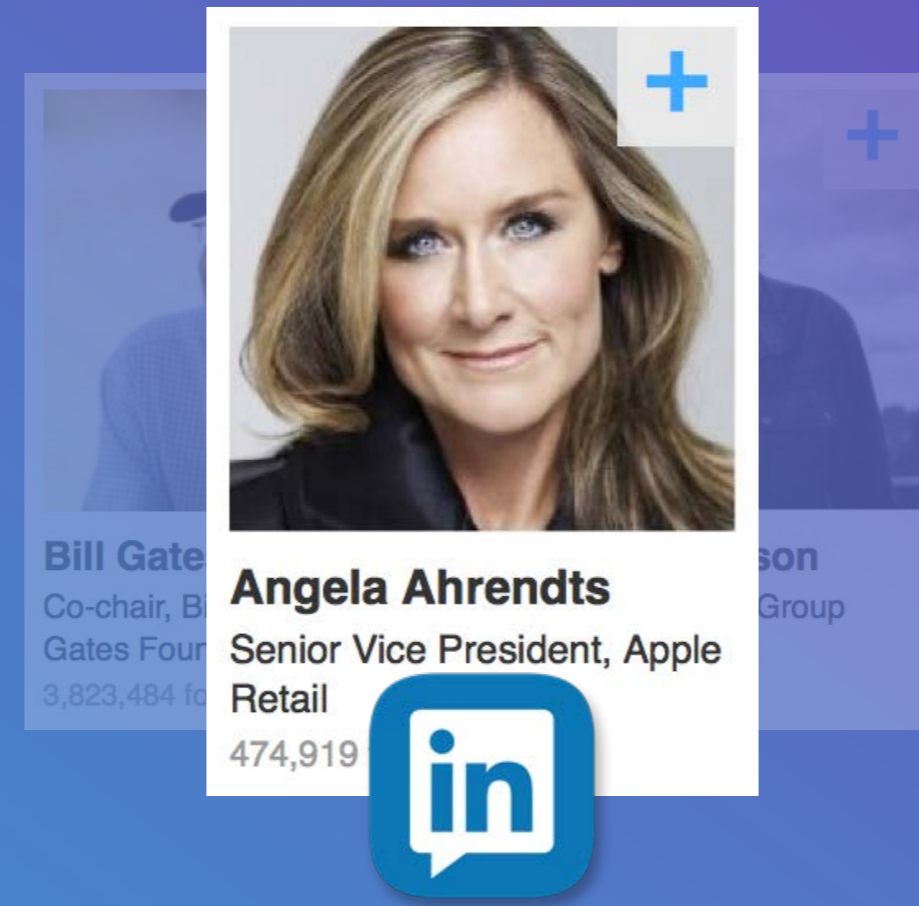 Bill Gate
Co-chair, Bi
Gates Four
3,823,484 fo
Angela Ahrendts
Senior Vice President, Apple
Retail
474,919
son
Group
in